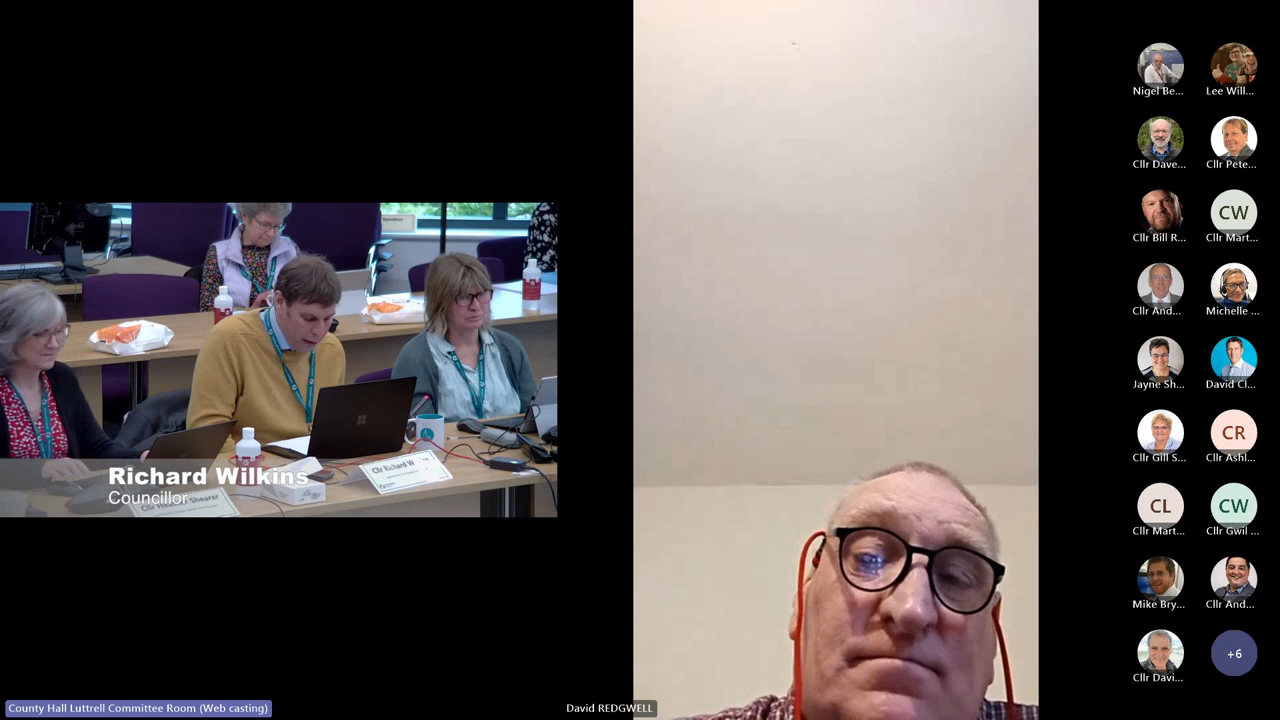 Speaker
Richard Wilkins
Councillor
Cllr Richard W
Shearer
County Hall Luttrell Committee Room (Web casting)
David REDGWELL
Nigel Be...
Lee Will...
Cllr Dave...
Cllr Pete...
Cllr Bill R...
CW
Cllr Mart...
Cllr And...
Michelle ...
Jayne Sh...
David Cl...
Cllr Gill S...
CR
Cllr Ashl...
CL
Cllr Mart...
CW
Cllr Gwil ...
Mike Bry...
Cllr And...
Cllr Davi...
+6